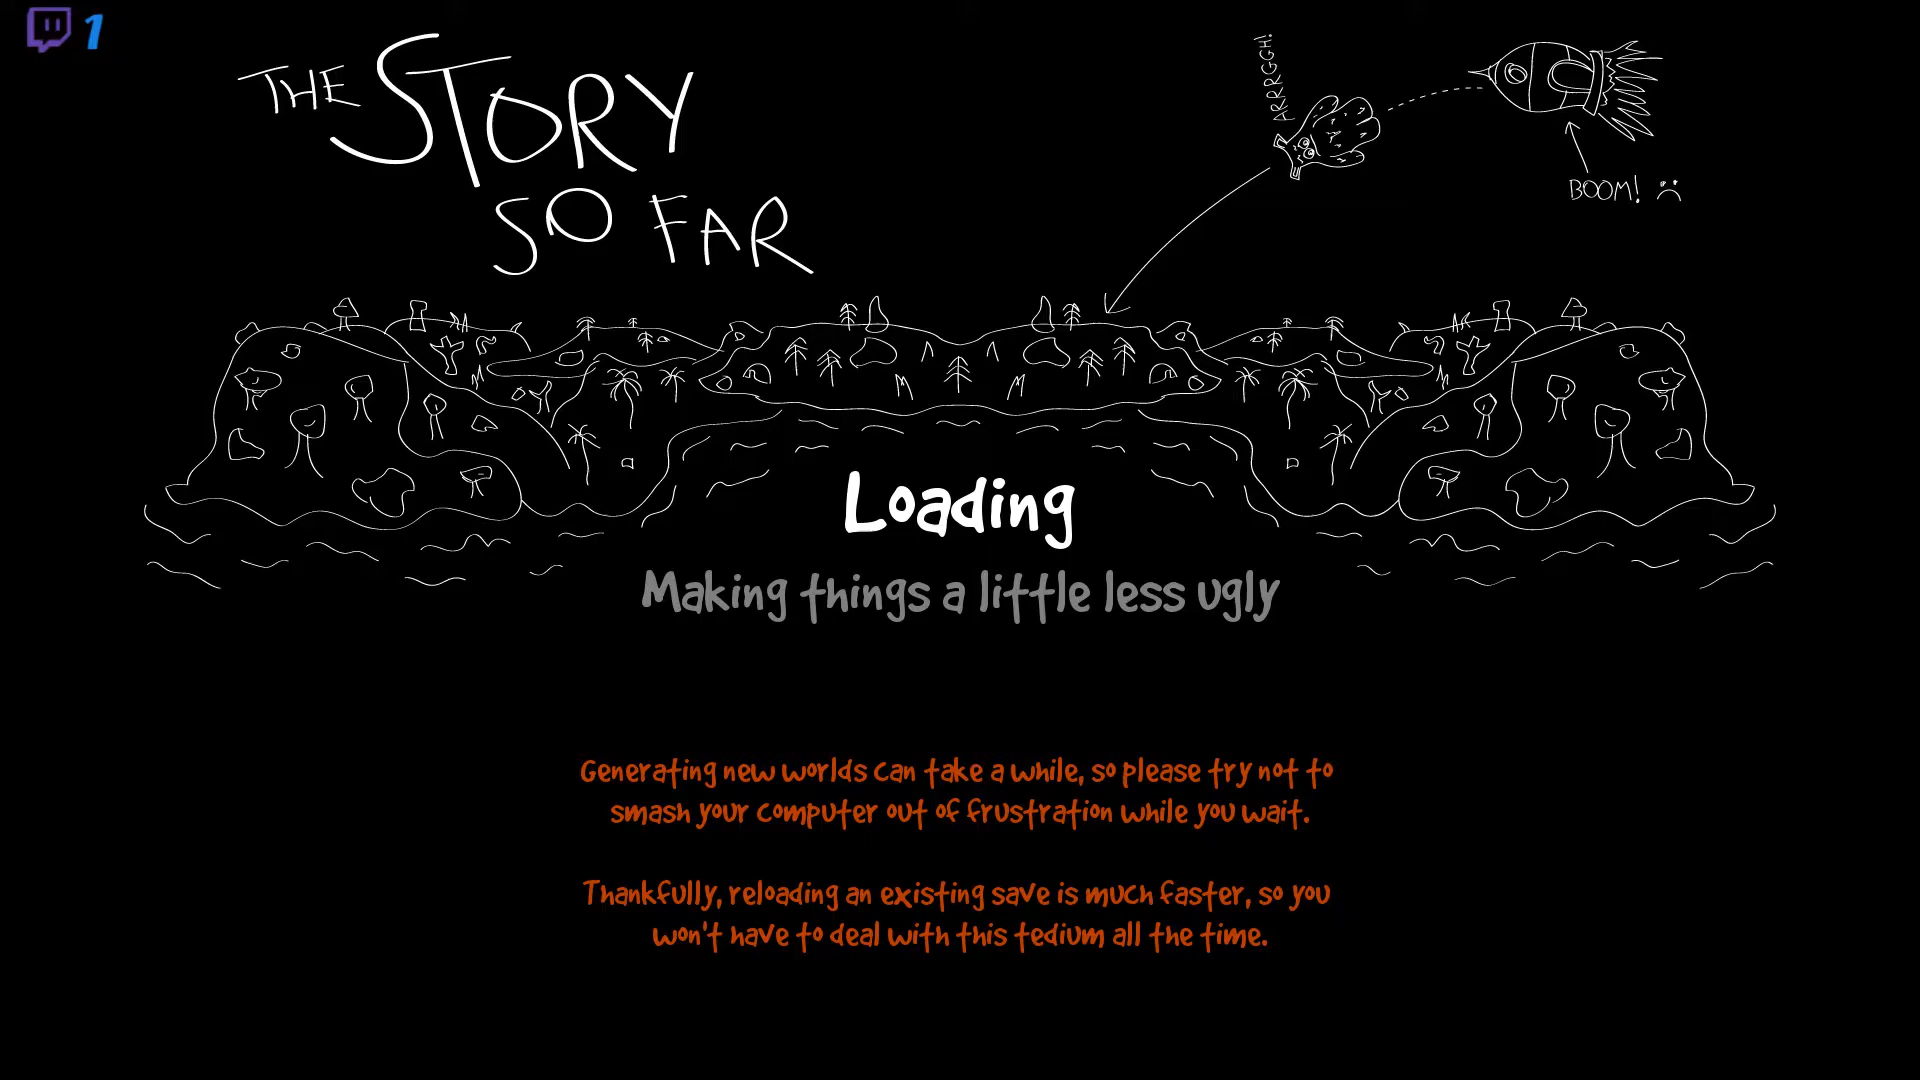 1
THE STORY
SO FAR
ARRRGGH!
BOOM! :(
Loading
Making things a little less ugly
Generating new worlds can take a while, so please try not to
smash your computer out of frustration while you wait.
Thankfully, reloading an existing save is much faster, so you
won't have to deal with this tedium all the time.